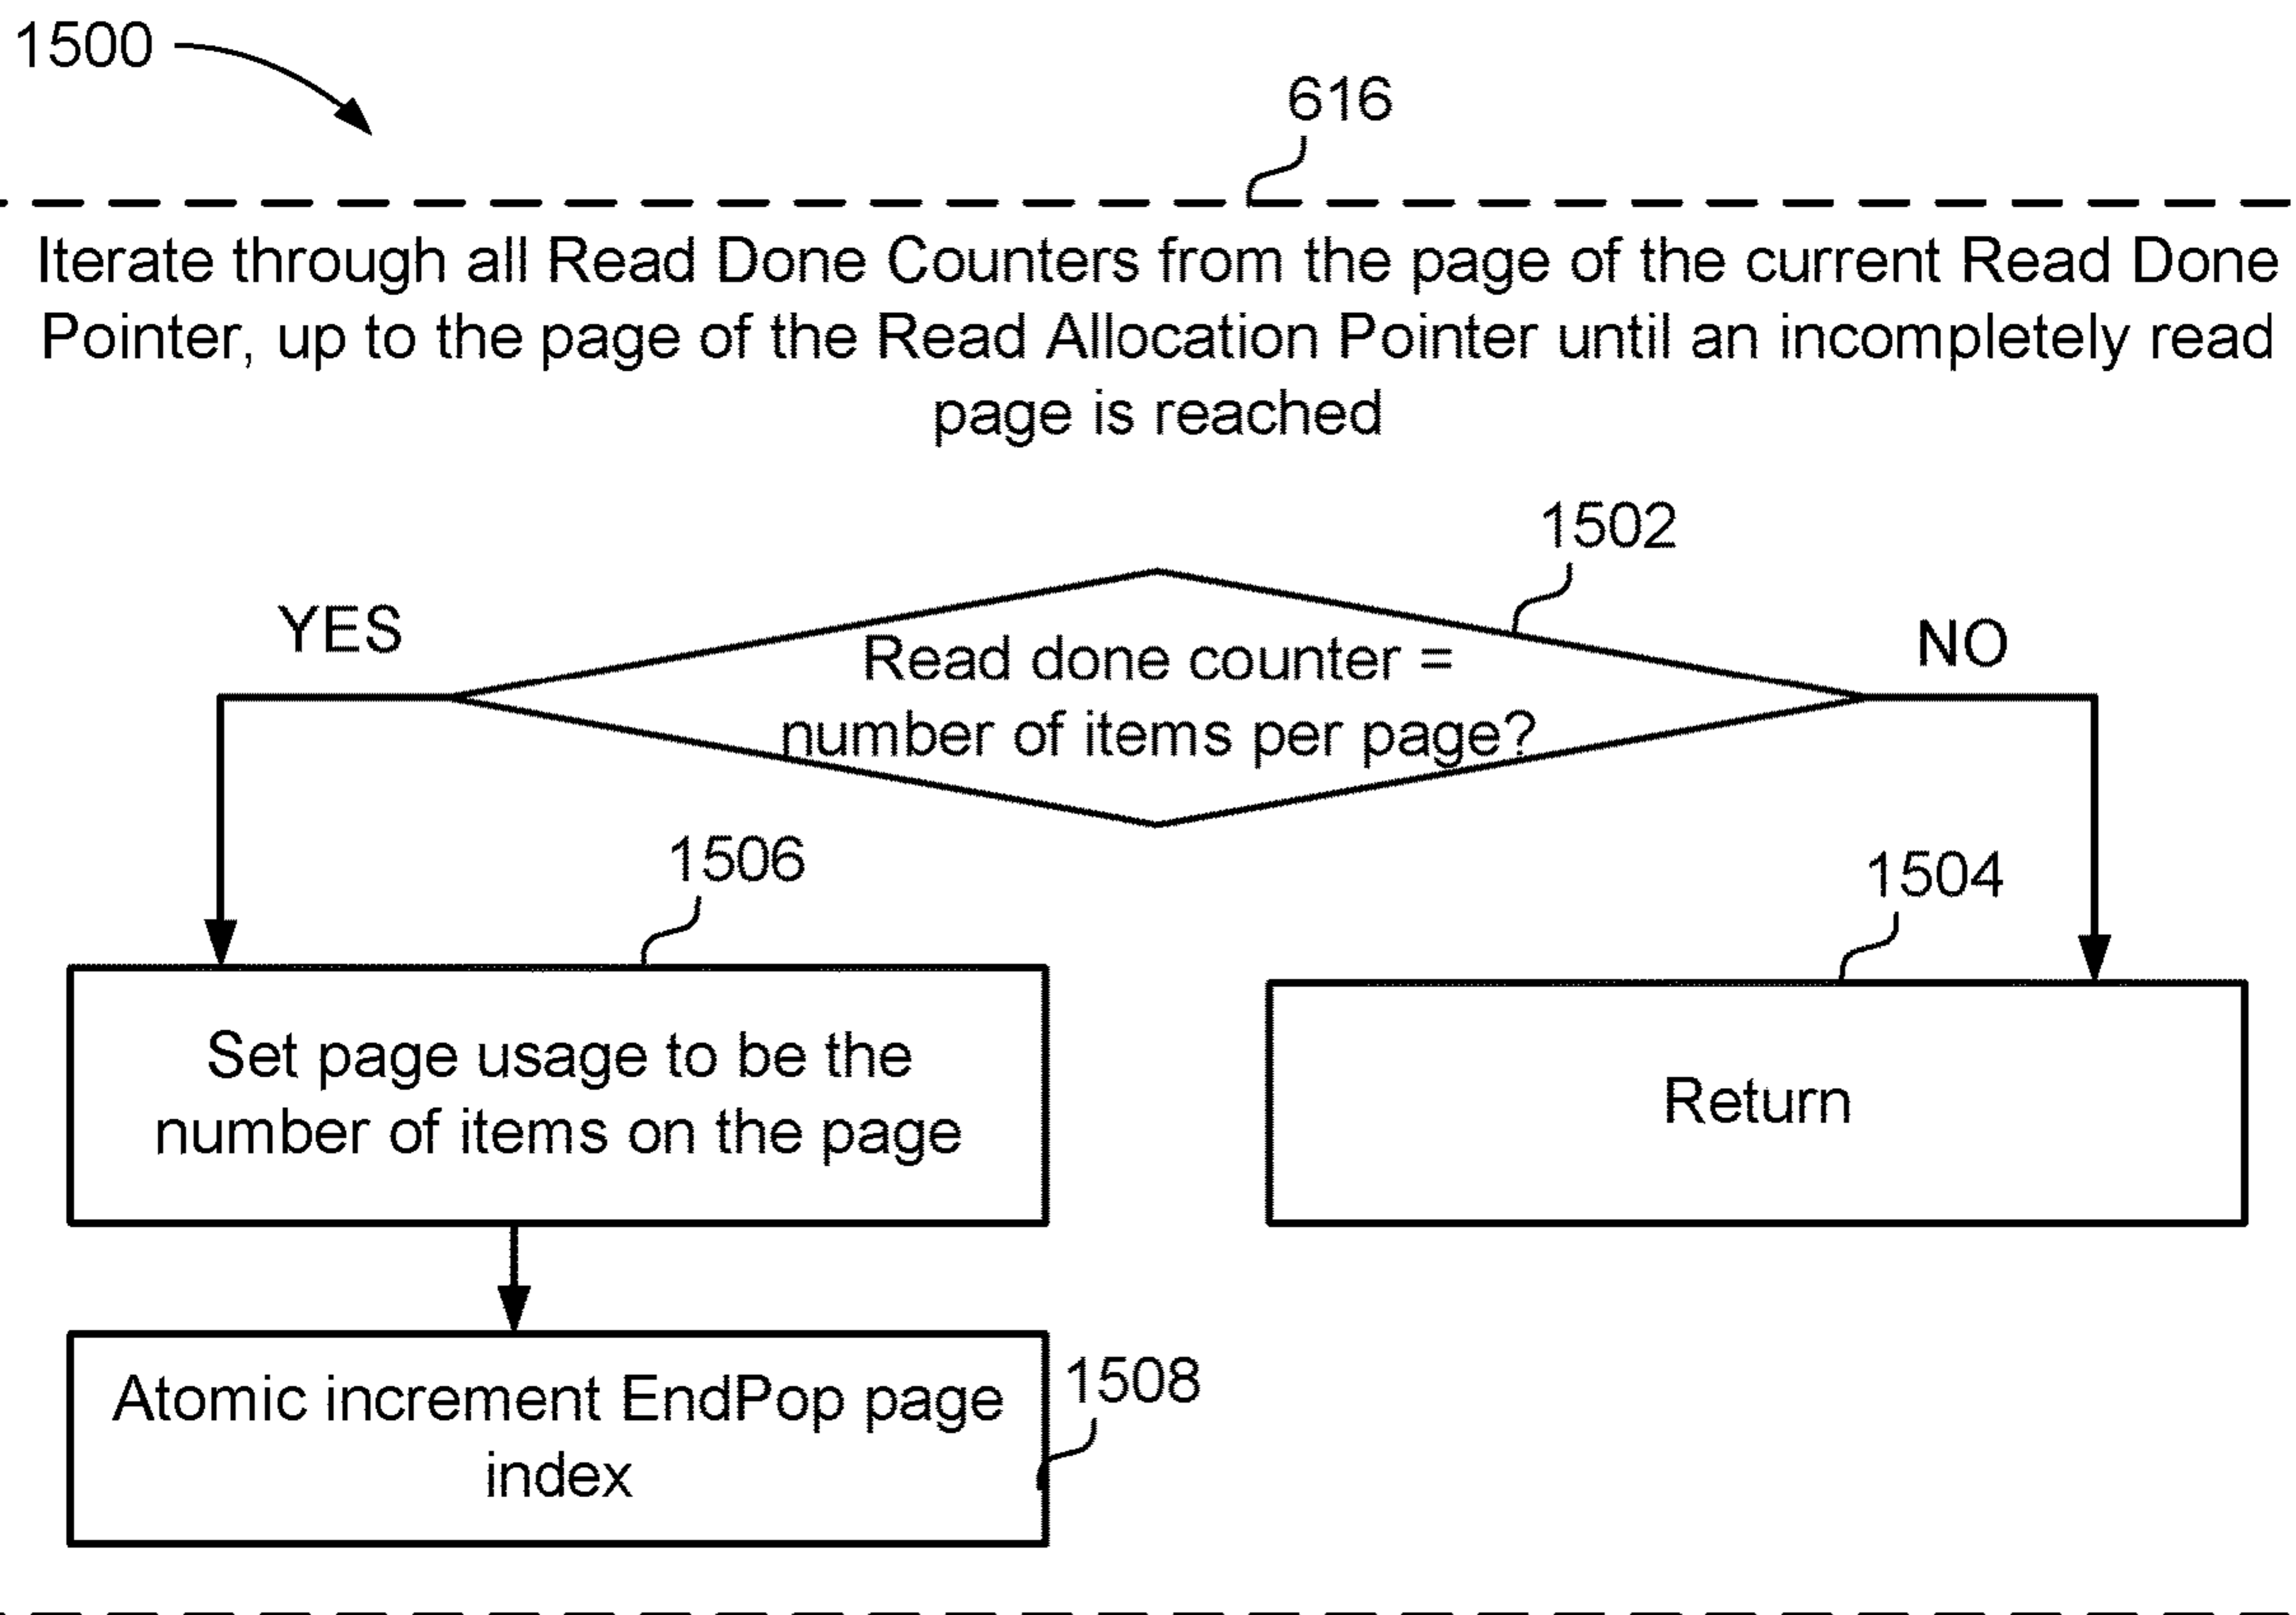 1500
616
Iterate through all Read Done Counters from the page of the current Read Done
Pointer, up to the page of the Read Allocation Pointer until an incompletely read
page is reached
1502
YES
NO
Read done counter =
number of items per page?
1506
1504
Set page usage to be the
number of items on the page
Return
1508
Atomic increment EndPop page
index